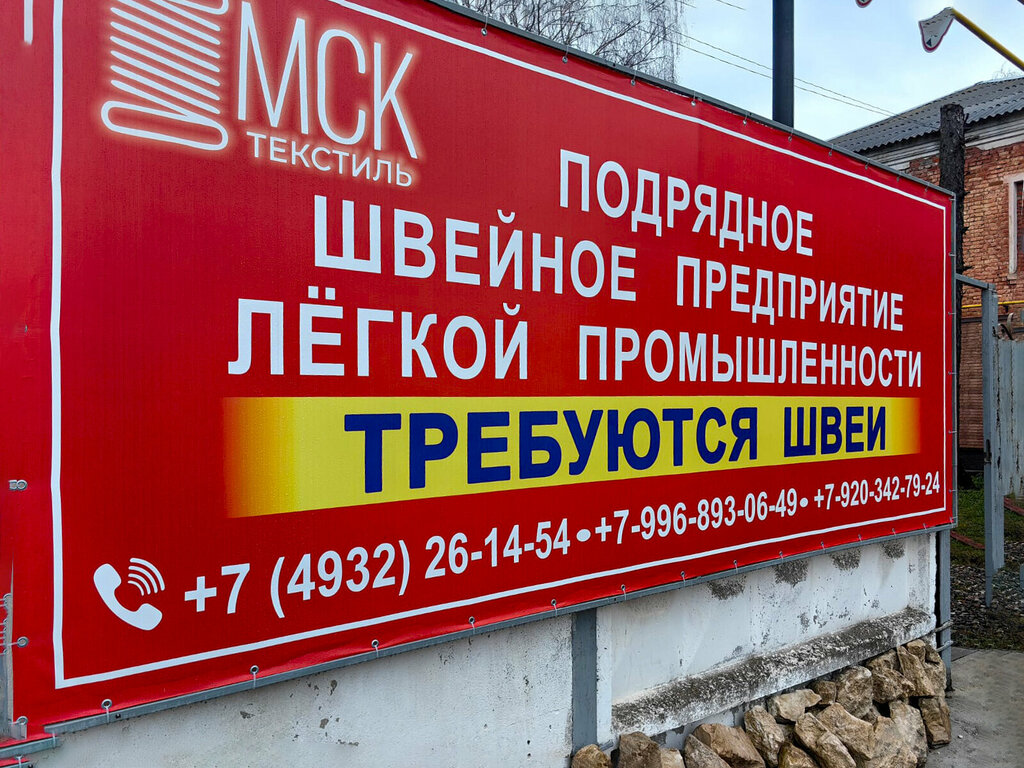 МСК
ТЕКСТИЛЬ
ПОДРЯДНОЕ
ШВЕЙНОЕ ПРЕДПРИЯТИЕ
ЛЁГКОЙ ПРОМЫШЛЕННОСТИ
ТРЕБУЮТСЯ ШВЕИ
+7 (4932) 26-14-54•+7-996-893-06-49•+7-920-342-79-24